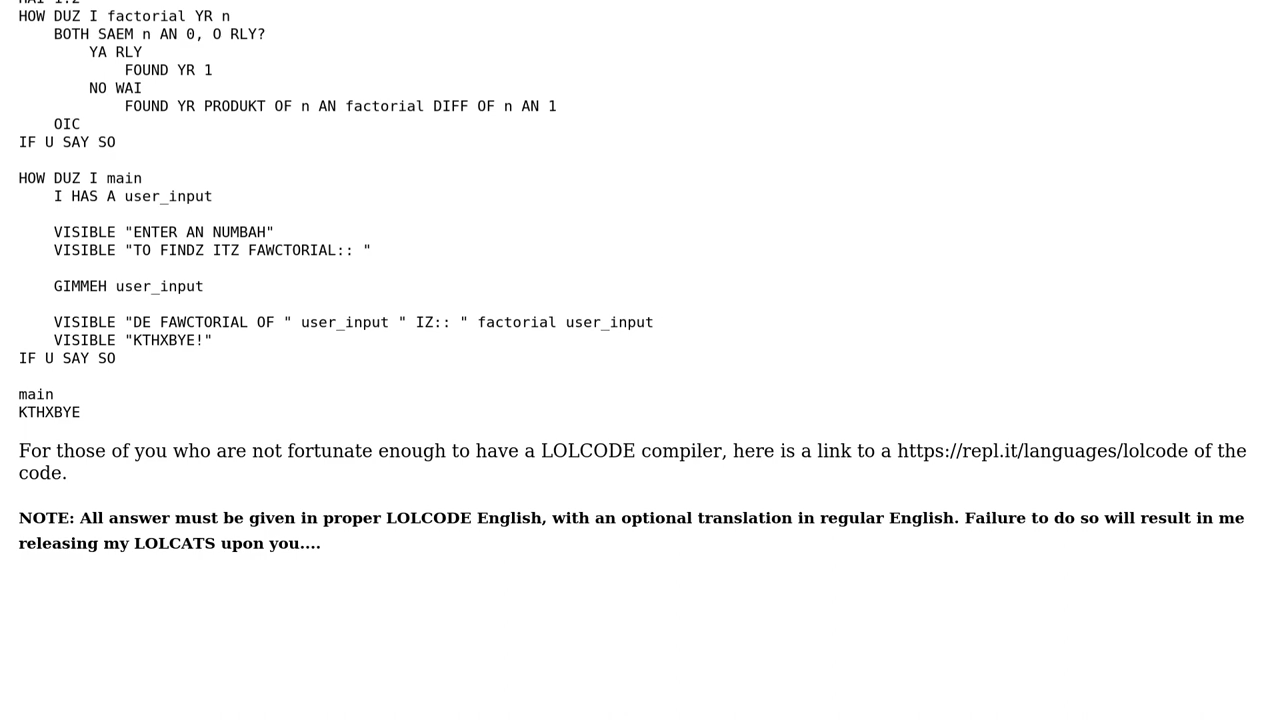 HAI 1.2
HOW DUZ I factorial YR n
    BOTH SAEM n AN 0, O RLY?
        YA RLY
            FOUND YR 1
        NO WAI
            FOUND YR PRODUKT OF n AN factorial DIFF OF n AN 1
    OIC
IF U SAY SO

HOW DUZ I main
    I HAS A user_input

    VISIBLE "ENTER AN NUMBAH"
    VISIBLE "TO FINDZ ITZ FAWCTORIAL:: "

    GIMMEH user_input

    VISIBLE "DE FAWCTORIAL OF " user_input " IZ:: " factorial user_input
    VISIBLE "KTHXBYE!"
IF U SAY SO

main
KTHXBYE
For those of you who are not fortunate enough to have a LOLCODE compiler, here is a link to a https://repl.it/languages/lolcode of the
code.
NOTE: All answer must be given in proper LOLCODE English, with an optional translation in regular English. Failure to do so will result in me
releasing my LOLCATS upon you....